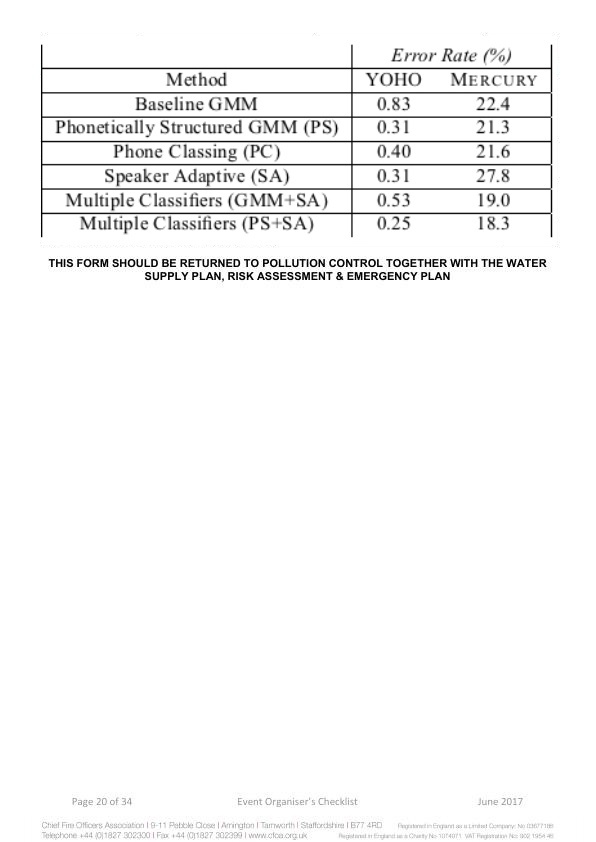 Error Rate (%)
Method YOHO MERCURY
Baseline GMM 0.83 22.4
Phonetically Structured GMM (PS) 0.31 21.3
Phone Classing (PC) 0.40 21.6
Speaker Adaptive (SA) 0.31 27.8
Multiple Classifiers (GMM+SA) 0.53 19.0
Multiple Classifiers (PS+SA) 0.25 18.3
THIS FORM SHOULD BE RETURNED TO POLLUTION CONTROL TOGETHER WITH THE WATER
SUPPLY PLAN, RISK ASSESSMENT & EMERGENCY PLAN
Page 20 of 34 Event Organiser's Checklist June 2017
Chief Fire Officers Association I 9-11 Pebble Close I Amington I Tamworth I Staffordshire I B77 4RD Registered in England as a Limited Company: No 03677186
Telephone +44 (0)1827 302300 I Fax +44 (0)1827 302399 I www.cfoa.org.uk Registered in England as a Charity No 1074071 VAT Registration No: 902 1954 46